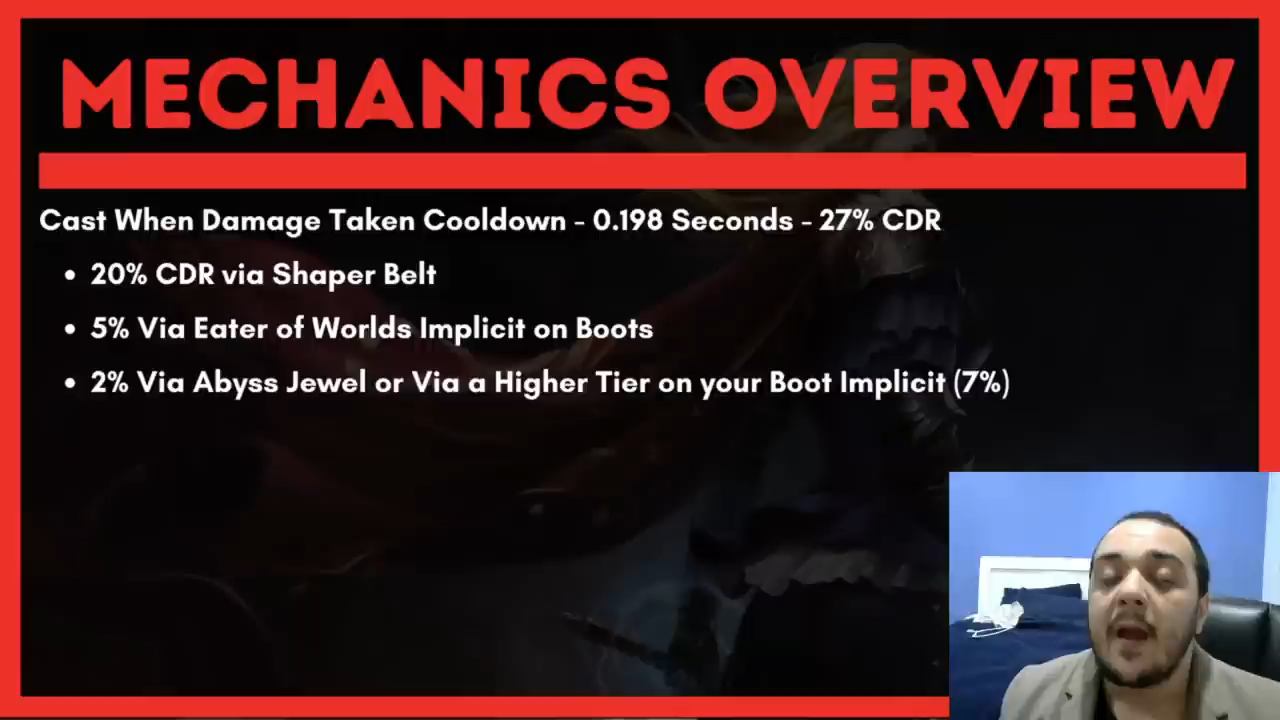 MECHANICS OVERVIEW
Cast When Damage Taken Cooldown - 0.198 Seconds - 27% CDR
• 20% CDR via Shaper Belt
• 5% Via Eater of Worlds Implicit on Boots
• 2% Via Abyss Jewel or Via a Higher Tier on your Boot Implicit (7%)